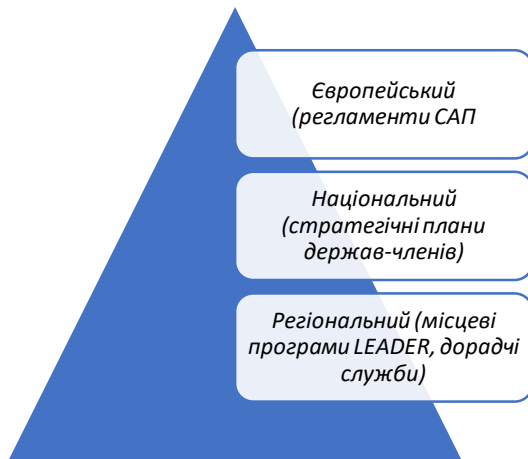 Європейський
(регламенти САП
Національний
(стратегічні плани
держав-членів)
Регіональний (місцеві
програми LEADER, дорадчі
служби)